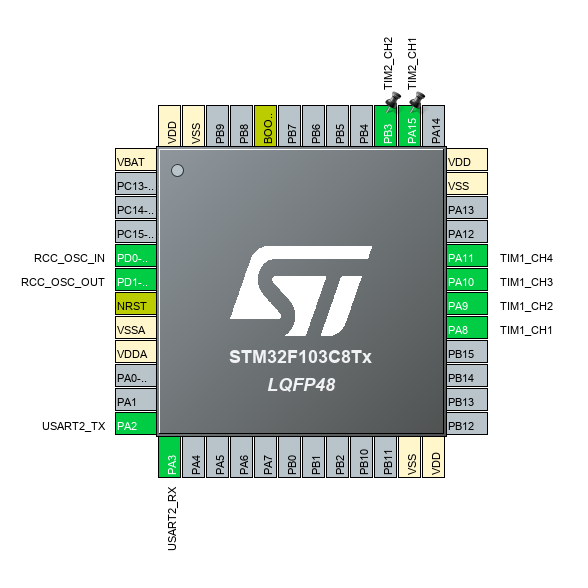 TIM2_CH2
TIM2_CH1
VDD
VSS
PB9
PB8
BOO..
PB7
PB6
PB5
PB4
PB3
PA15
PA14
VBAT
PC13-..
PC14-..
PC15-..
RCC_OSC_IN
PD0-..
RCC_OSC_OUT
PD1-..
NRST
VSSA
VDDA
PA0-..
PA1
USART2_TX
PA2
STM32F103C8Tx
LQFP48
VDD
VSS
PA13
PA12
PA11
TIM1_CH4
PA10
TIM1_CH3
PA9
TIM1_CH2
PA8
TIM1_CH1
PB15
PB14
PB13
PB12
PA3
PA4
PA5
PA6
PA7
PB0
PB1
PB2
PB10
PB11
VSS
VDD
USART2_RX